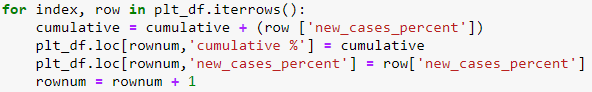 for index, row in plt_df.iterrows():
    cumulative = cumulative + (row ['new_cases_percent'])
    plt_df.loc[rownum,'cumulative %'] = cumulative
    plt_df.loc[rownum,'new_cases_percent'] = row['new_cases_percent']
    rownum = rownum + 1